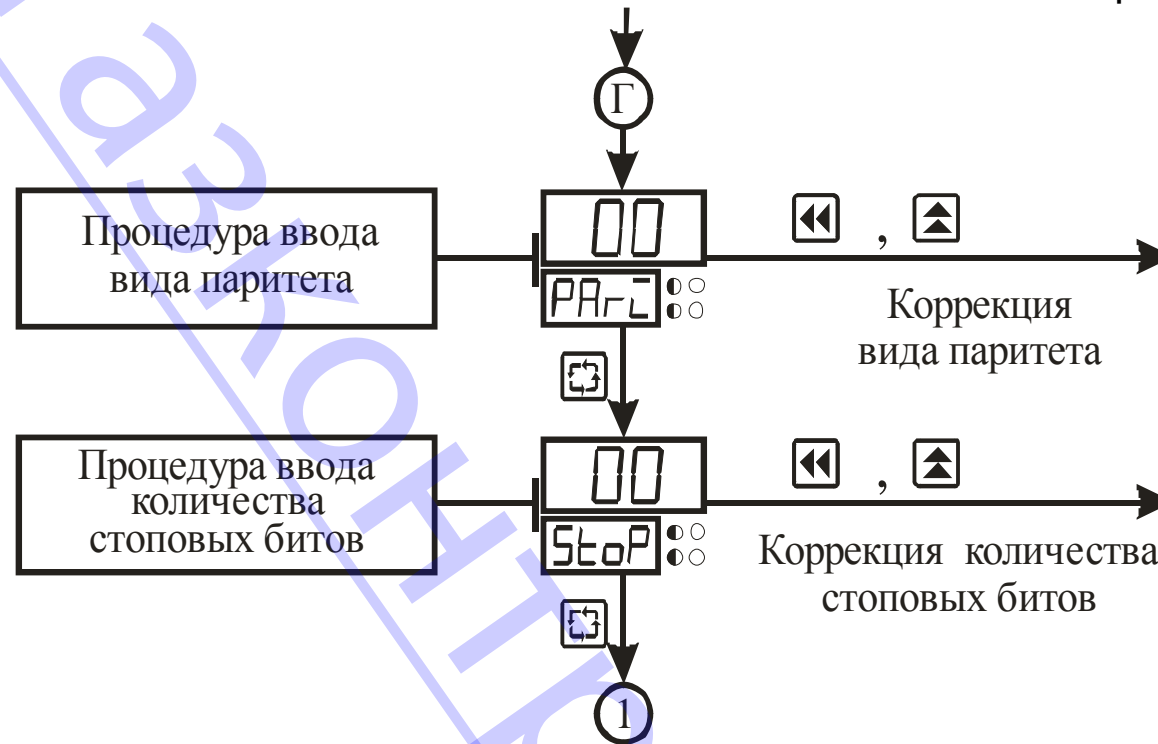 Г
Процедура ввода
вида паритета
00
PAri
,
Коррекция
вида паритета
Процедура ввода
количества
стоповых битов
00
StoP
,
Коррекция количества
стоповых битов
1